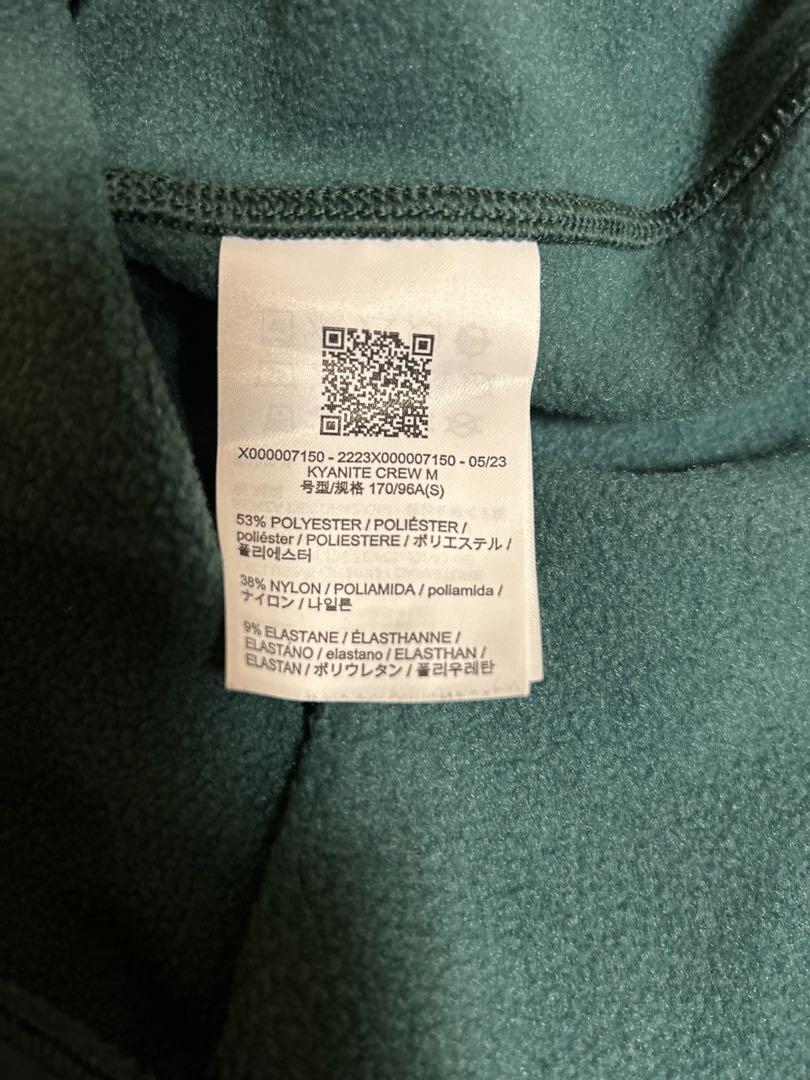 X000007150 - 2223X000007150 - 05/23
KYANITE CREW M
号型/规格 170/96A(S)
53% POLYESTER / POLIÉSTER /
poliéster / POLIESTERE / ポリエステル /
폴리에스터
38% NYLON / POLIAMIDA / poliamida /
ナイロン / 나일론
9% ELASTANE / ÉLASTHANNE /
ELASTANO / elastano / ELASTHAN /
ELASTAN / ポリウレタン / 폴리우레탄